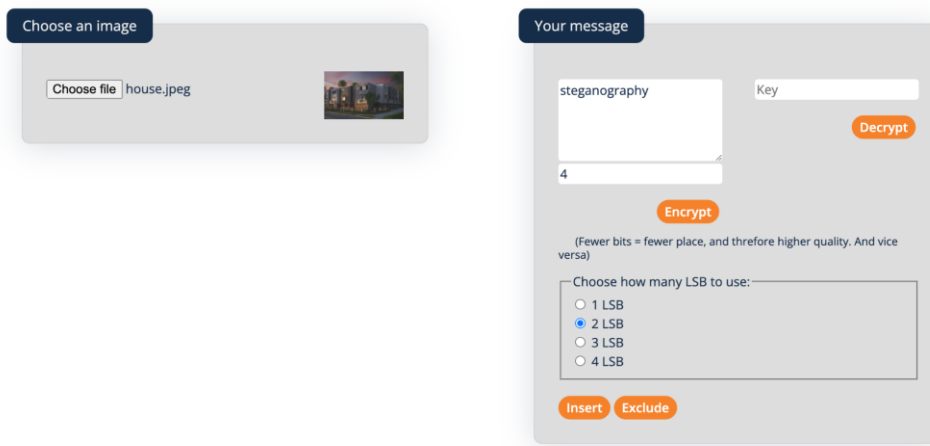 Choose an image
Choose file house.jpeg
Your message
steganography
Key
Decrypt
4
Encrypt
(Fewer bits = fewer place, and threfore higher quality. And vice
versa)
Choose how many LSB to use:
1 LSB
2 LSB
3 LSB
4 LSB
Insert Exclude